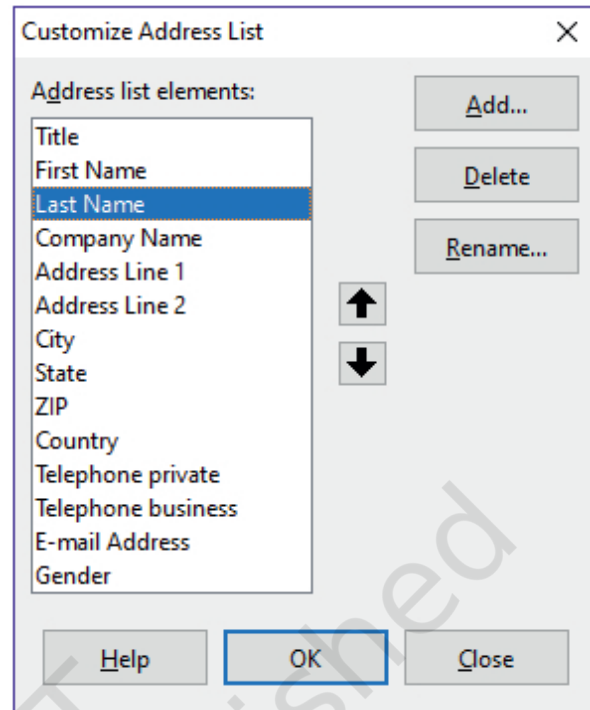 Customize Address List
Address list elements:
Add...
Title
First Name
Delete
Last Name
Company Name
Rename...
Address Line 1
Address Line 2
City
State
ZIP
Country
Telephone private
Telephone business
E-mail Address
Gender
Help
OK
Close